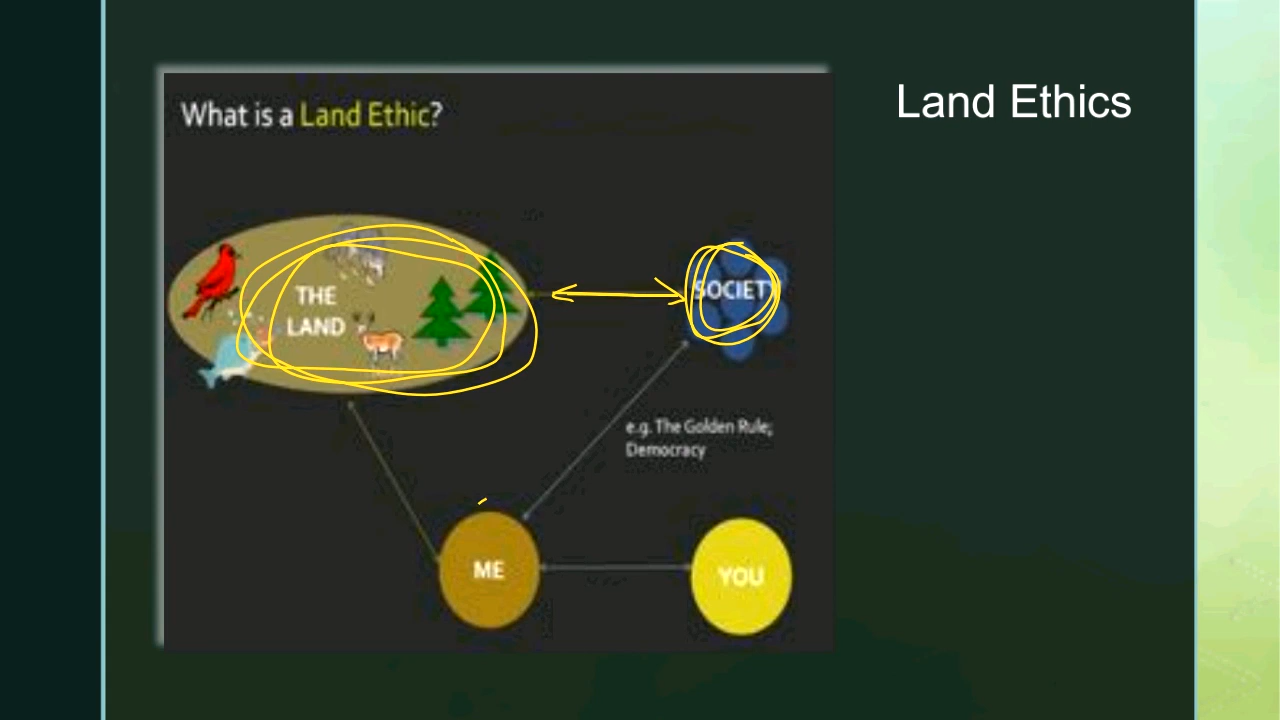 Land Ethics
What is a Land Ethic?
THE
LAND
SOCIETY
e.g. The Golden Rule;
Democracy
ME
YOU